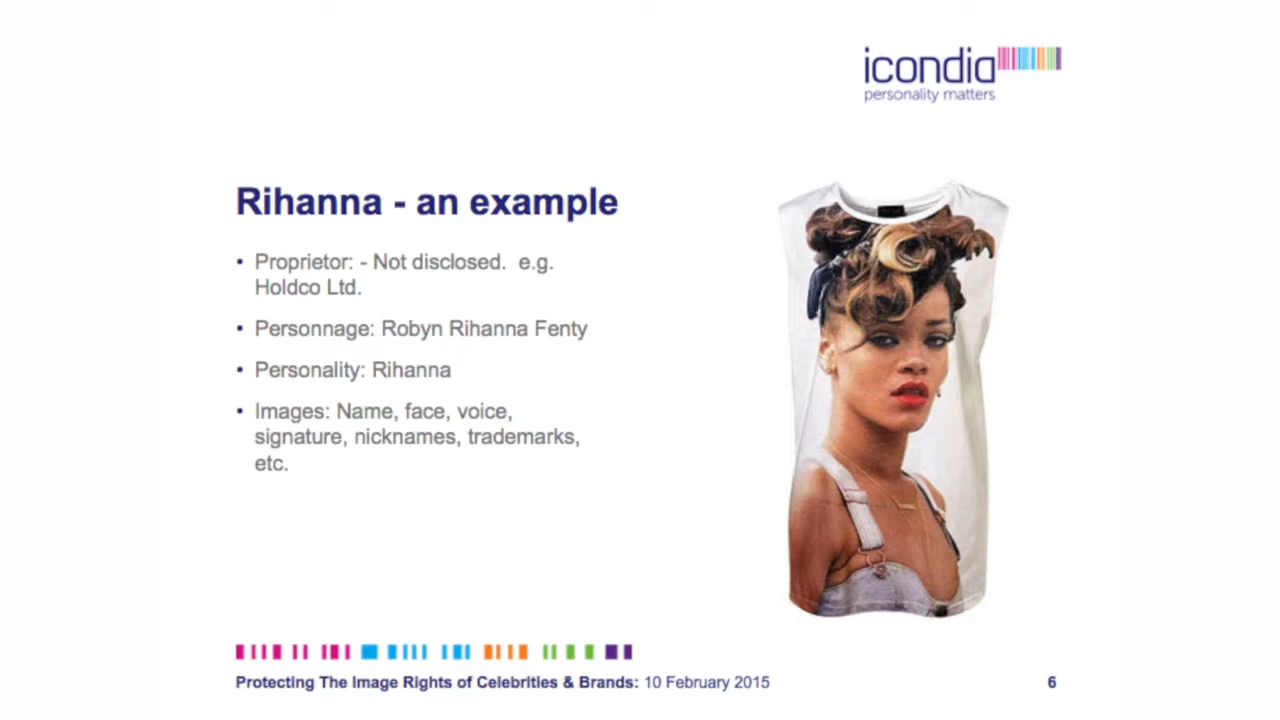 icondia
personality matters
Rihanna - an example
• Proprietor: - Not disclosed. e.g.
Holdco Ltd.
• Personnage: Robyn Rihanna Fenty
• Personality: Rihanna
• Images: Name, face, voice,
signature, nicknames, trademarks,
etc.
Protecting The Image Rights of Celebrities & Brands: 10 February 2015
6